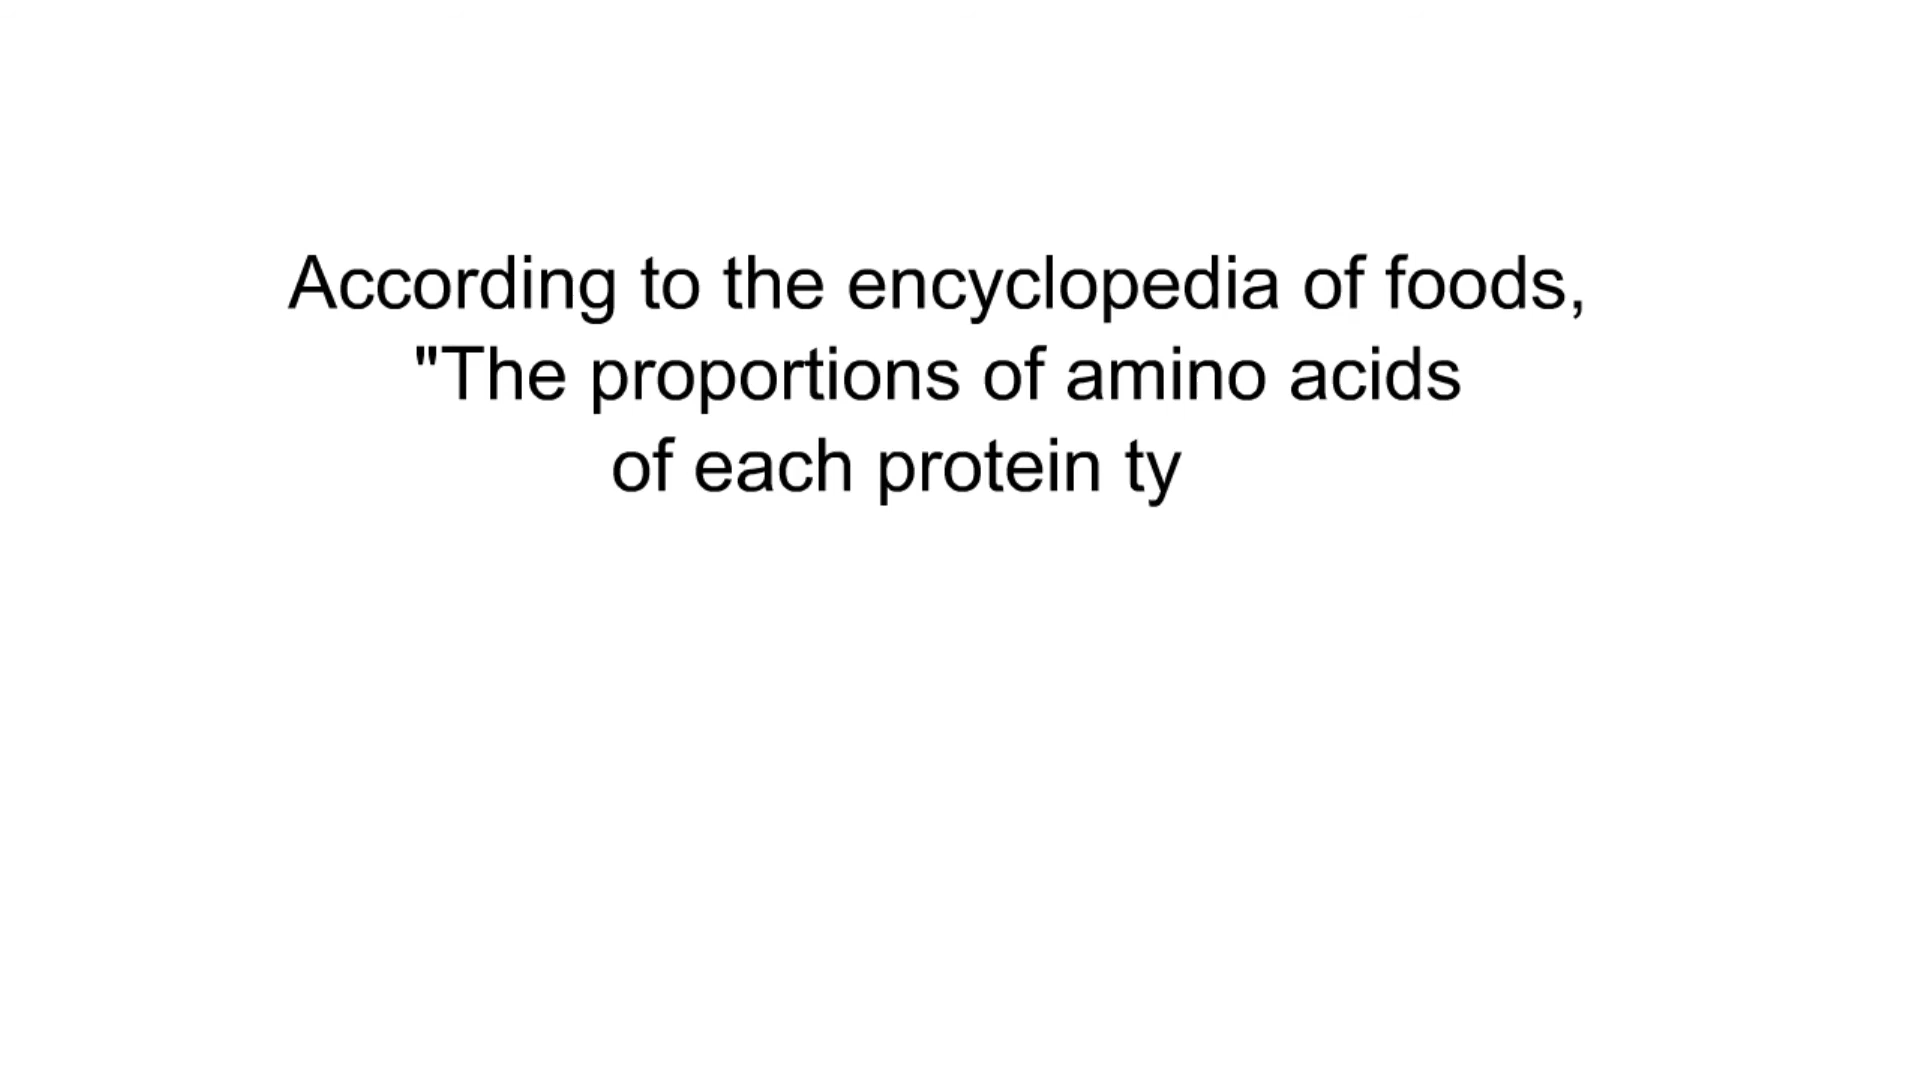 According to the encyclopedia of foods,
"The proportions of amino acids
of each protein ty